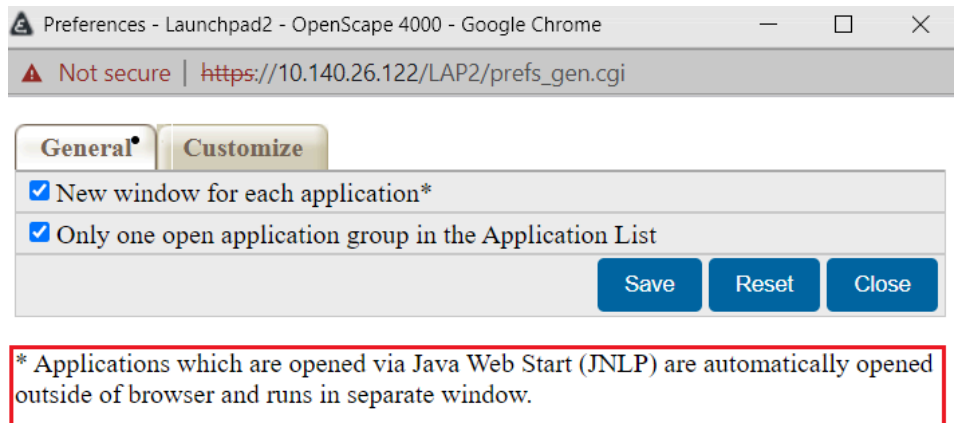 Preferences - Launchpad2 - OpenScape 4000 - Google Chrome
Not secure | https://10.140.26.122/LAP2/prefs_gen.cgi
General• Customize
New window for each application*
Only one open application group in the Application List
Save Reset Close
* Applications which are opened via Java Web Start (JNLP) are automatically opened
outside of browser and runs in separate window.